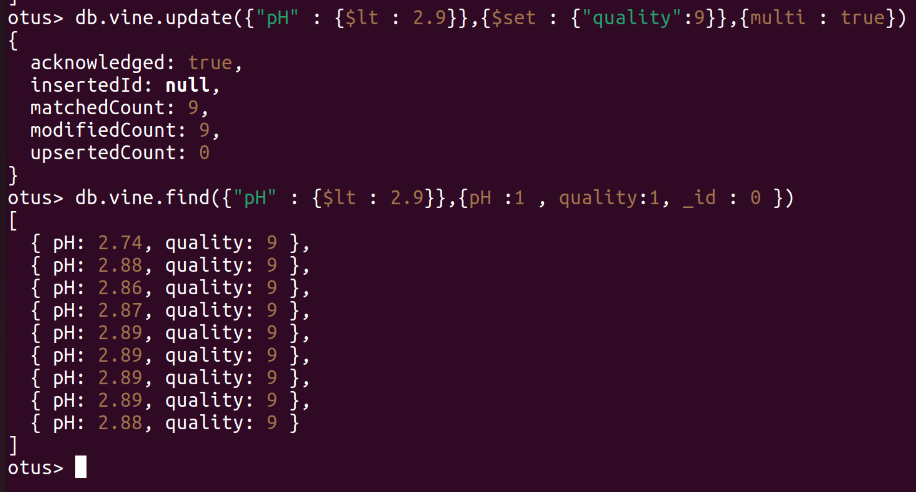 ]
otus> db.vine.update({"pH" : {$lt : 2.9}},{$set : {"quality":9}},{multi : true})
{
  acknowledged: true,
  insertedId: null,
  matchedCount: 9,
  modifiedCount: 9,
  upsertedCount: 0
}
otus> db.vine.find({"pH" : {$lt : 2.9}},{pH :1 , quality:1, _id : 0 })
[
  { pH: 2.74, quality: 9 },
  { pH: 2.88, quality: 9 },
  { pH: 2.86, quality: 9 },
  { pH: 2.87, quality: 9 },
  { pH: 2.89, quality: 9 },
  { pH: 2.89, quality: 9 },
  { pH: 2.89, quality: 9 },
  { pH: 2.89, quality: 9 },
  { pH: 2.88, quality: 9 }
]
otus>